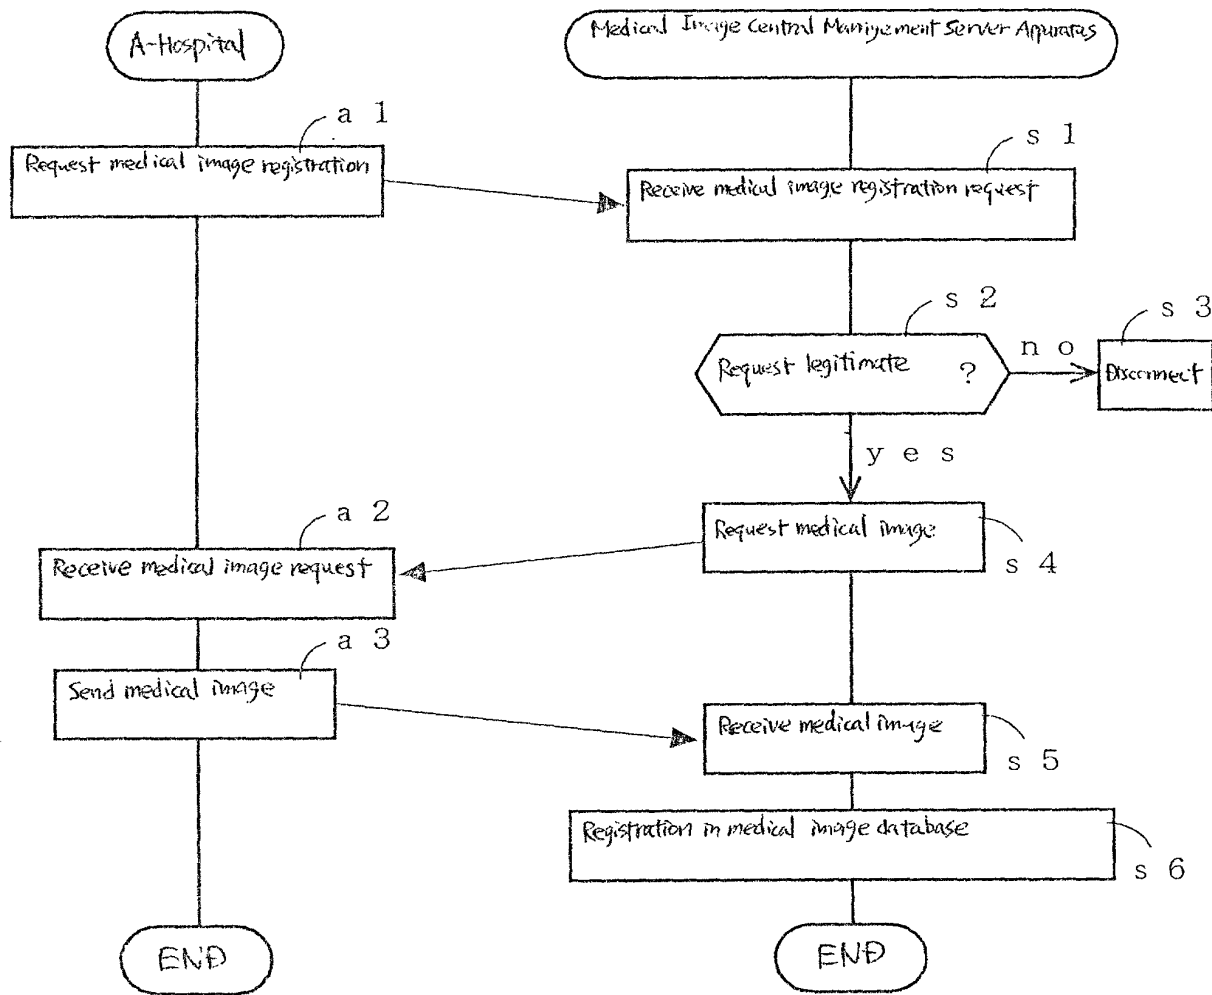 A-Hospital
Medical Image Central Management Server Apparatus
a 1
Request medical image registration
s 1
Receive medical image registration request
s 2
s 3
Request legitimate ?
n o
Disconnect
y e s
Request medical image
s 4
a 2
Receive medical image request
a 3
Send medical image
Receive medical image
s 5
Registration in medical image database
s 6
END
END